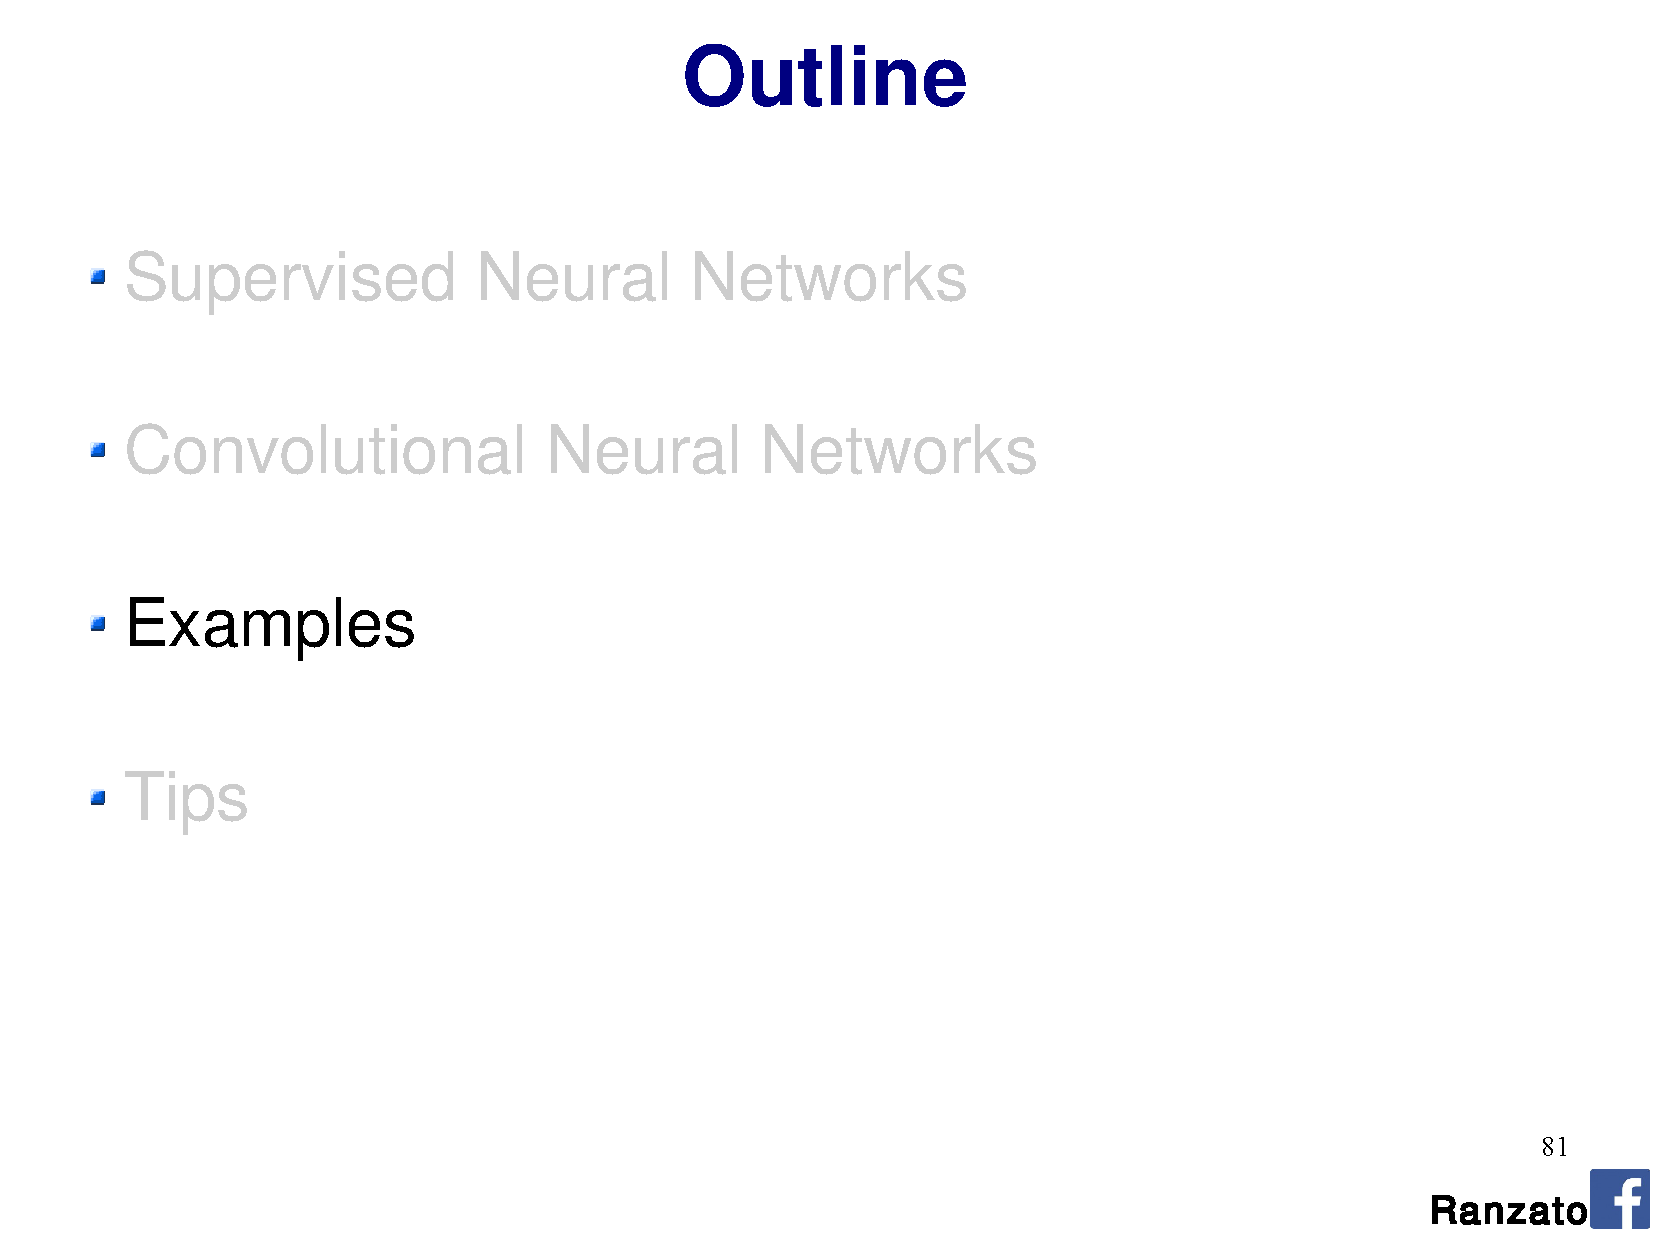 Outline
Supervised Neural Networks
Convolutional Neural Networks
Examples
Tips
81
Ranzato